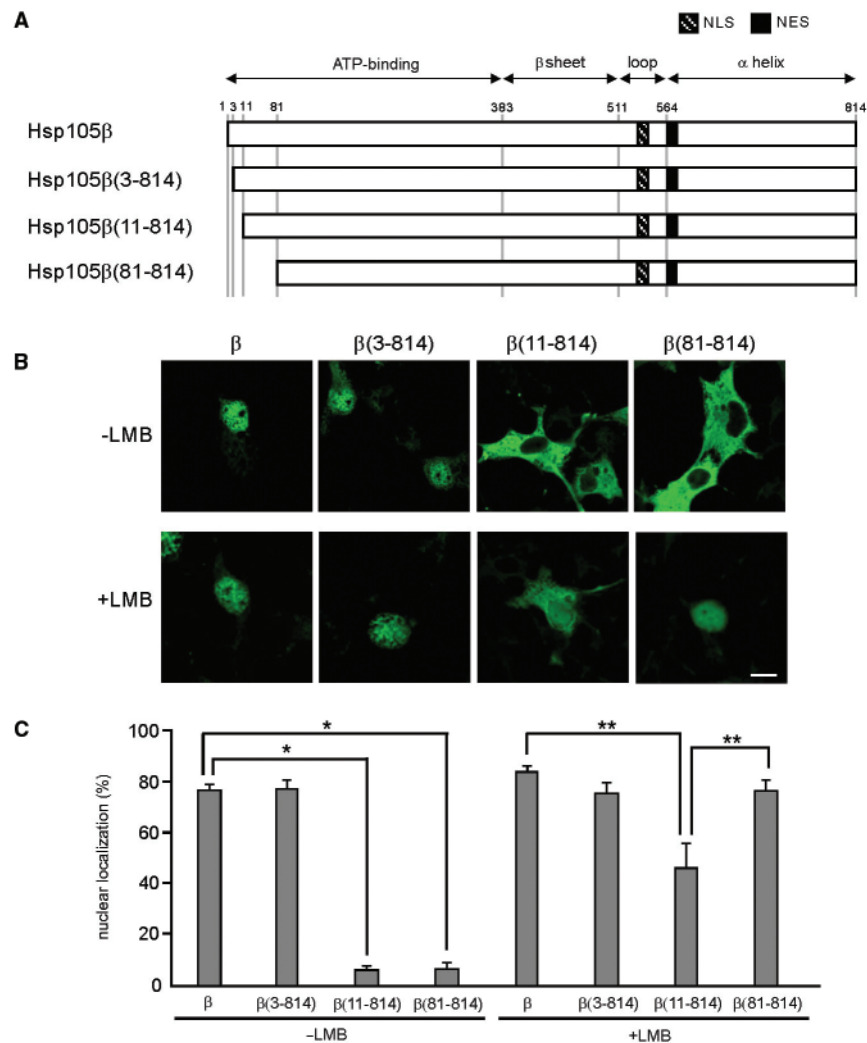 A
NLS NES
ATP-binding β sheet loop α helix
1 3 11 81 383 511 564 814
Hsp105β
Hsp105β(3-814)
Hsp105β(11-814)
Hsp105β(81-814)
B
β β(3-814) β(11-814) β(81-814)
-LMB
+LMB
C
nuclear localization (%)
100
80
60
40
20
0
* * ** **
β β(3-814) β(11-814) β(81-814) β β(3-814) β(11-814) β(81-814)
–LMB +LMB